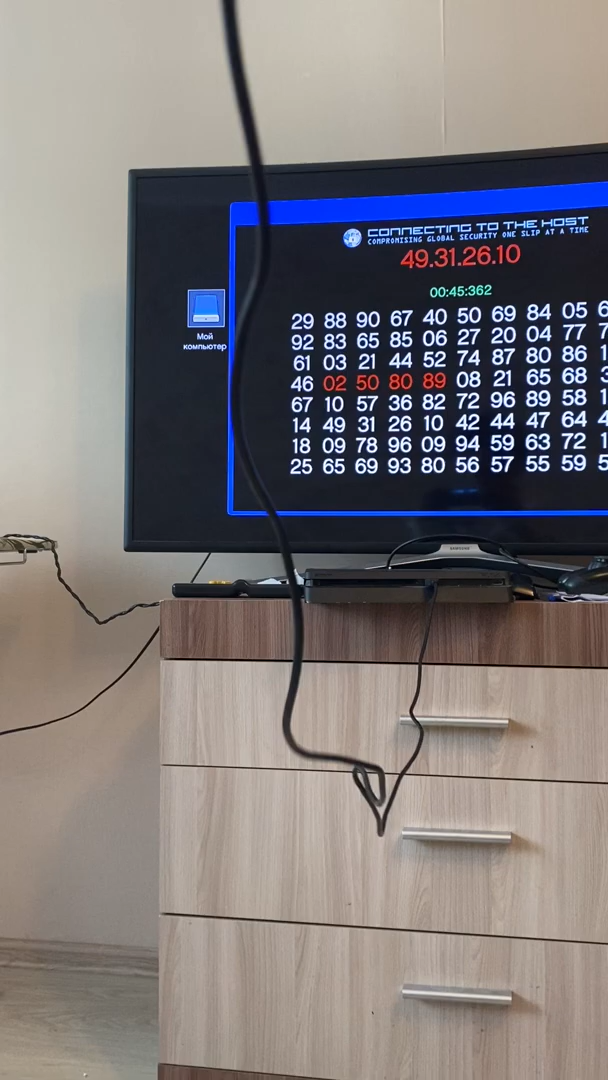 CONNECTING TO THE HOST
COMPROMISING GLOBAL SECURITY ONE SLIP AT A TIME
49.31.26.10
00:45:362
29 88 90 67 40 50 69 84 05
92 83 65 85 06 27 20 04 77
61 03 21 44 52 74 87 80 86
46 02 50 80 89 08 21 65 68
67 10 57 36 82 72 96 89 58
14 49 31 26 10 42 44 47 64
18 09 78 96 09 94 59 63 72
25 65 69 93 80 56 57 55 59
Мой
компьютер
SAMSUNG